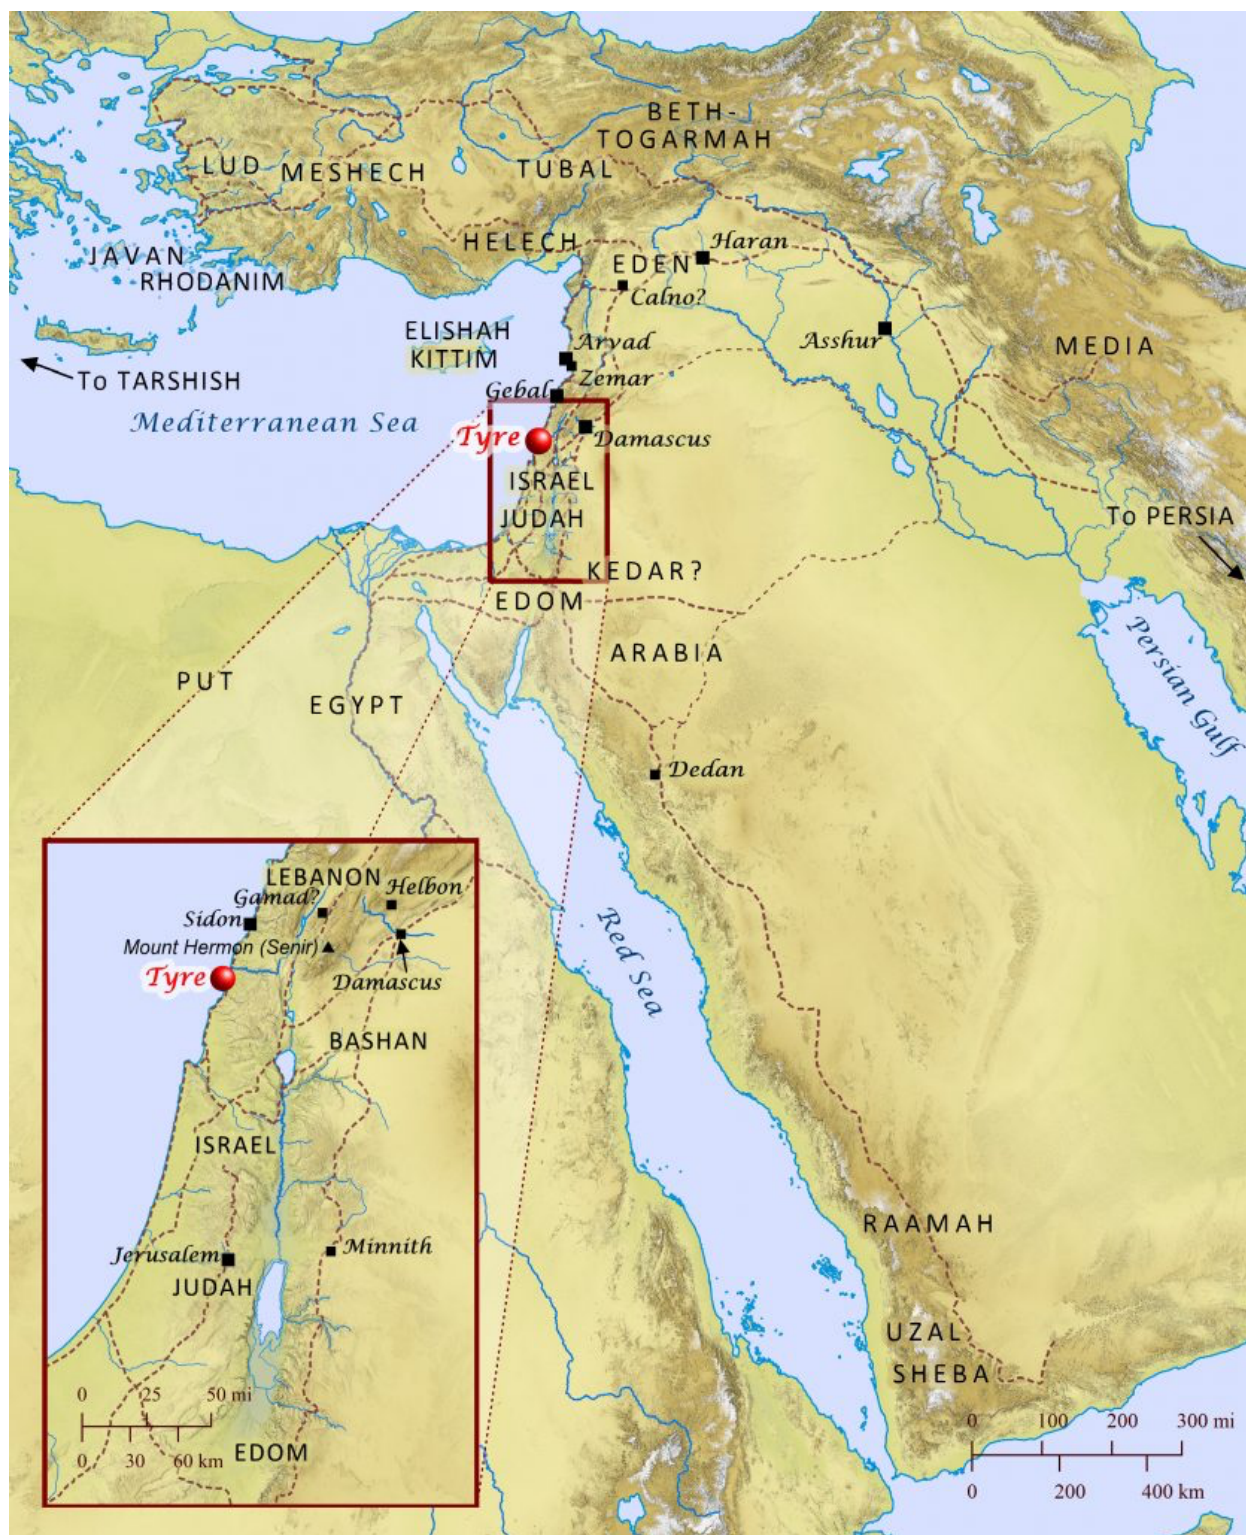 BETH-
TOGARMAH
LUD
MESHECH
TUBAL
HELECH
Haran
JAVAN
RHODANIM
EDEN
Calno?
ELISHAH
KITTIM
Arvad
Asshur
MEDIA
To TARSHISH
Zemar
Gebal
Mediterranean Sea
Tyre
Damascus
ISRAEL
JUDAH
To PERSIA
KEDAR?
EDOM
ARABIA
PUT
EGYPT
Persian Gulf
Dedan
Red Sea
LEBANON
Gamad?
Helbon
Sidon
Mount Hermon (Senir)
Tyre
Damascus
BASHAN
ISRAEL
Jerusalem
Minnith
JUDAH
0 25 50 mi
0 30 60 km
EDOM
RAAMAH
UZAL
SHEBA
0 100 200 300 mi
0 200 400 km